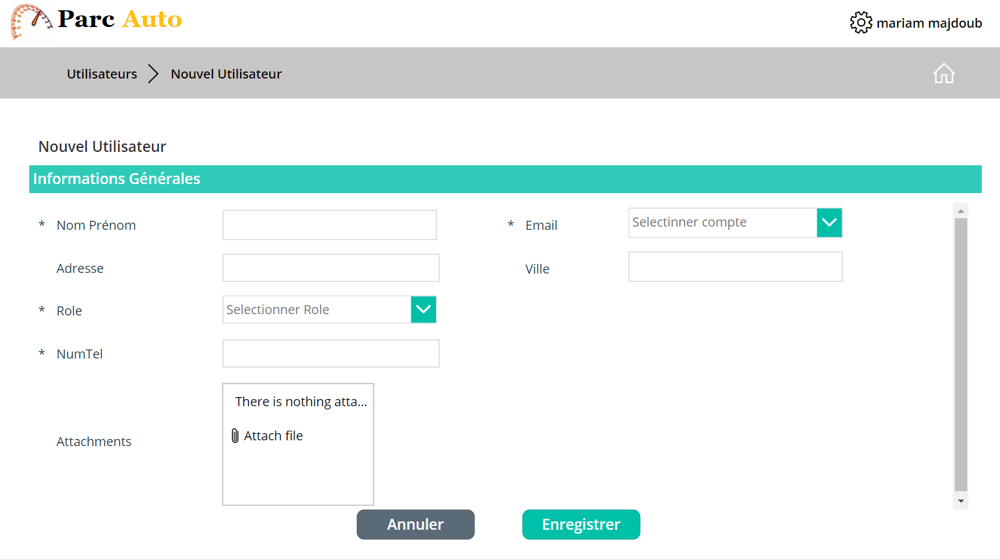 Parc Auto
mariam majdoub
Utilisateurs
Nouvel Utilisateur
Nouvel Utilisateur
Informations Générales
* Nom Prénom
* Email
Selectinner compte
Adresse
Ville
* Role
Selectionner Role
* NumTel
There is nothing atta...
Attach file
Attachments
Annuler
Enregistrer